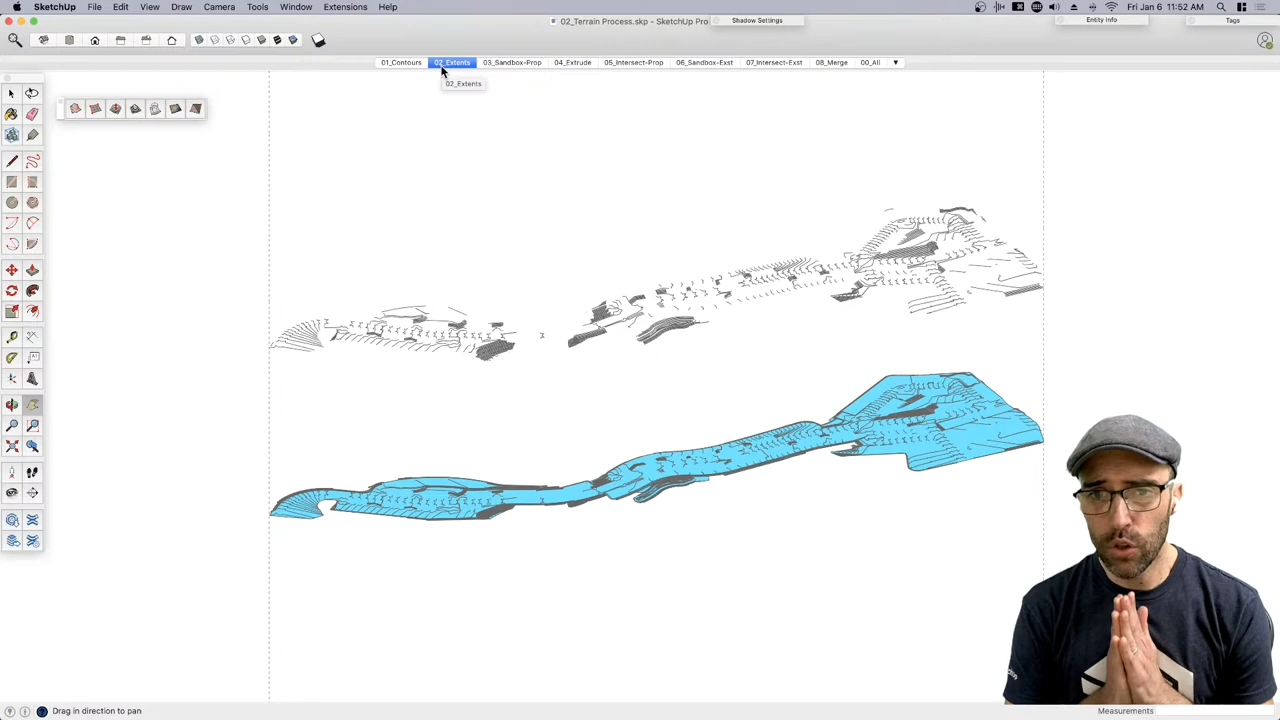 SketchUp File Edit View Draw Camera Tools Window Extensions Help
Fri Jan 6 11:52 AM
02_Terrain Process.skp - SketchUp Pro
Shadow Settings
Entity Info
Tags
01_Contours 02_Extents 03_Sandbox-Prop 04_Extrude 05_Intersect-Prop 06_Sandbox-Exst 07_Intersect-Exst 08_Merge 00_All
02_Extents
Drag in direction to pan
Measurements